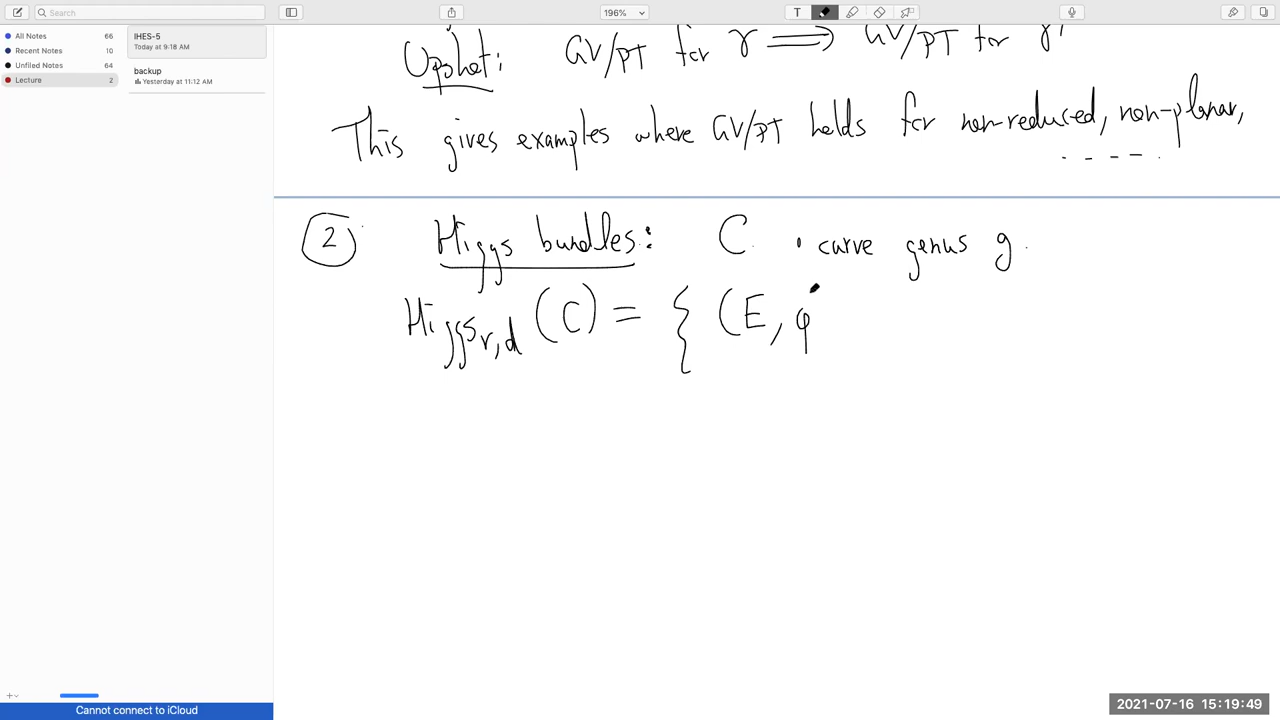 Search
196%
T
All Notes 66
Recent Notes 10
Unfiled Notes 64
Lecture 2
IHES-5
Today at 9:18 AM
backup
Yesterday at 11:12 AM
Upshot: GV/PT for γ ⟹ GV/PT for γ'
This gives examples where GV/PT holds for non-reduced, non-planar, ....
2 Higgs bundles: C curve genus g.
Higgs_{r,d}(C) = { (E, φ
Cannot connect to iCloud
2021-07-16 15:19:49